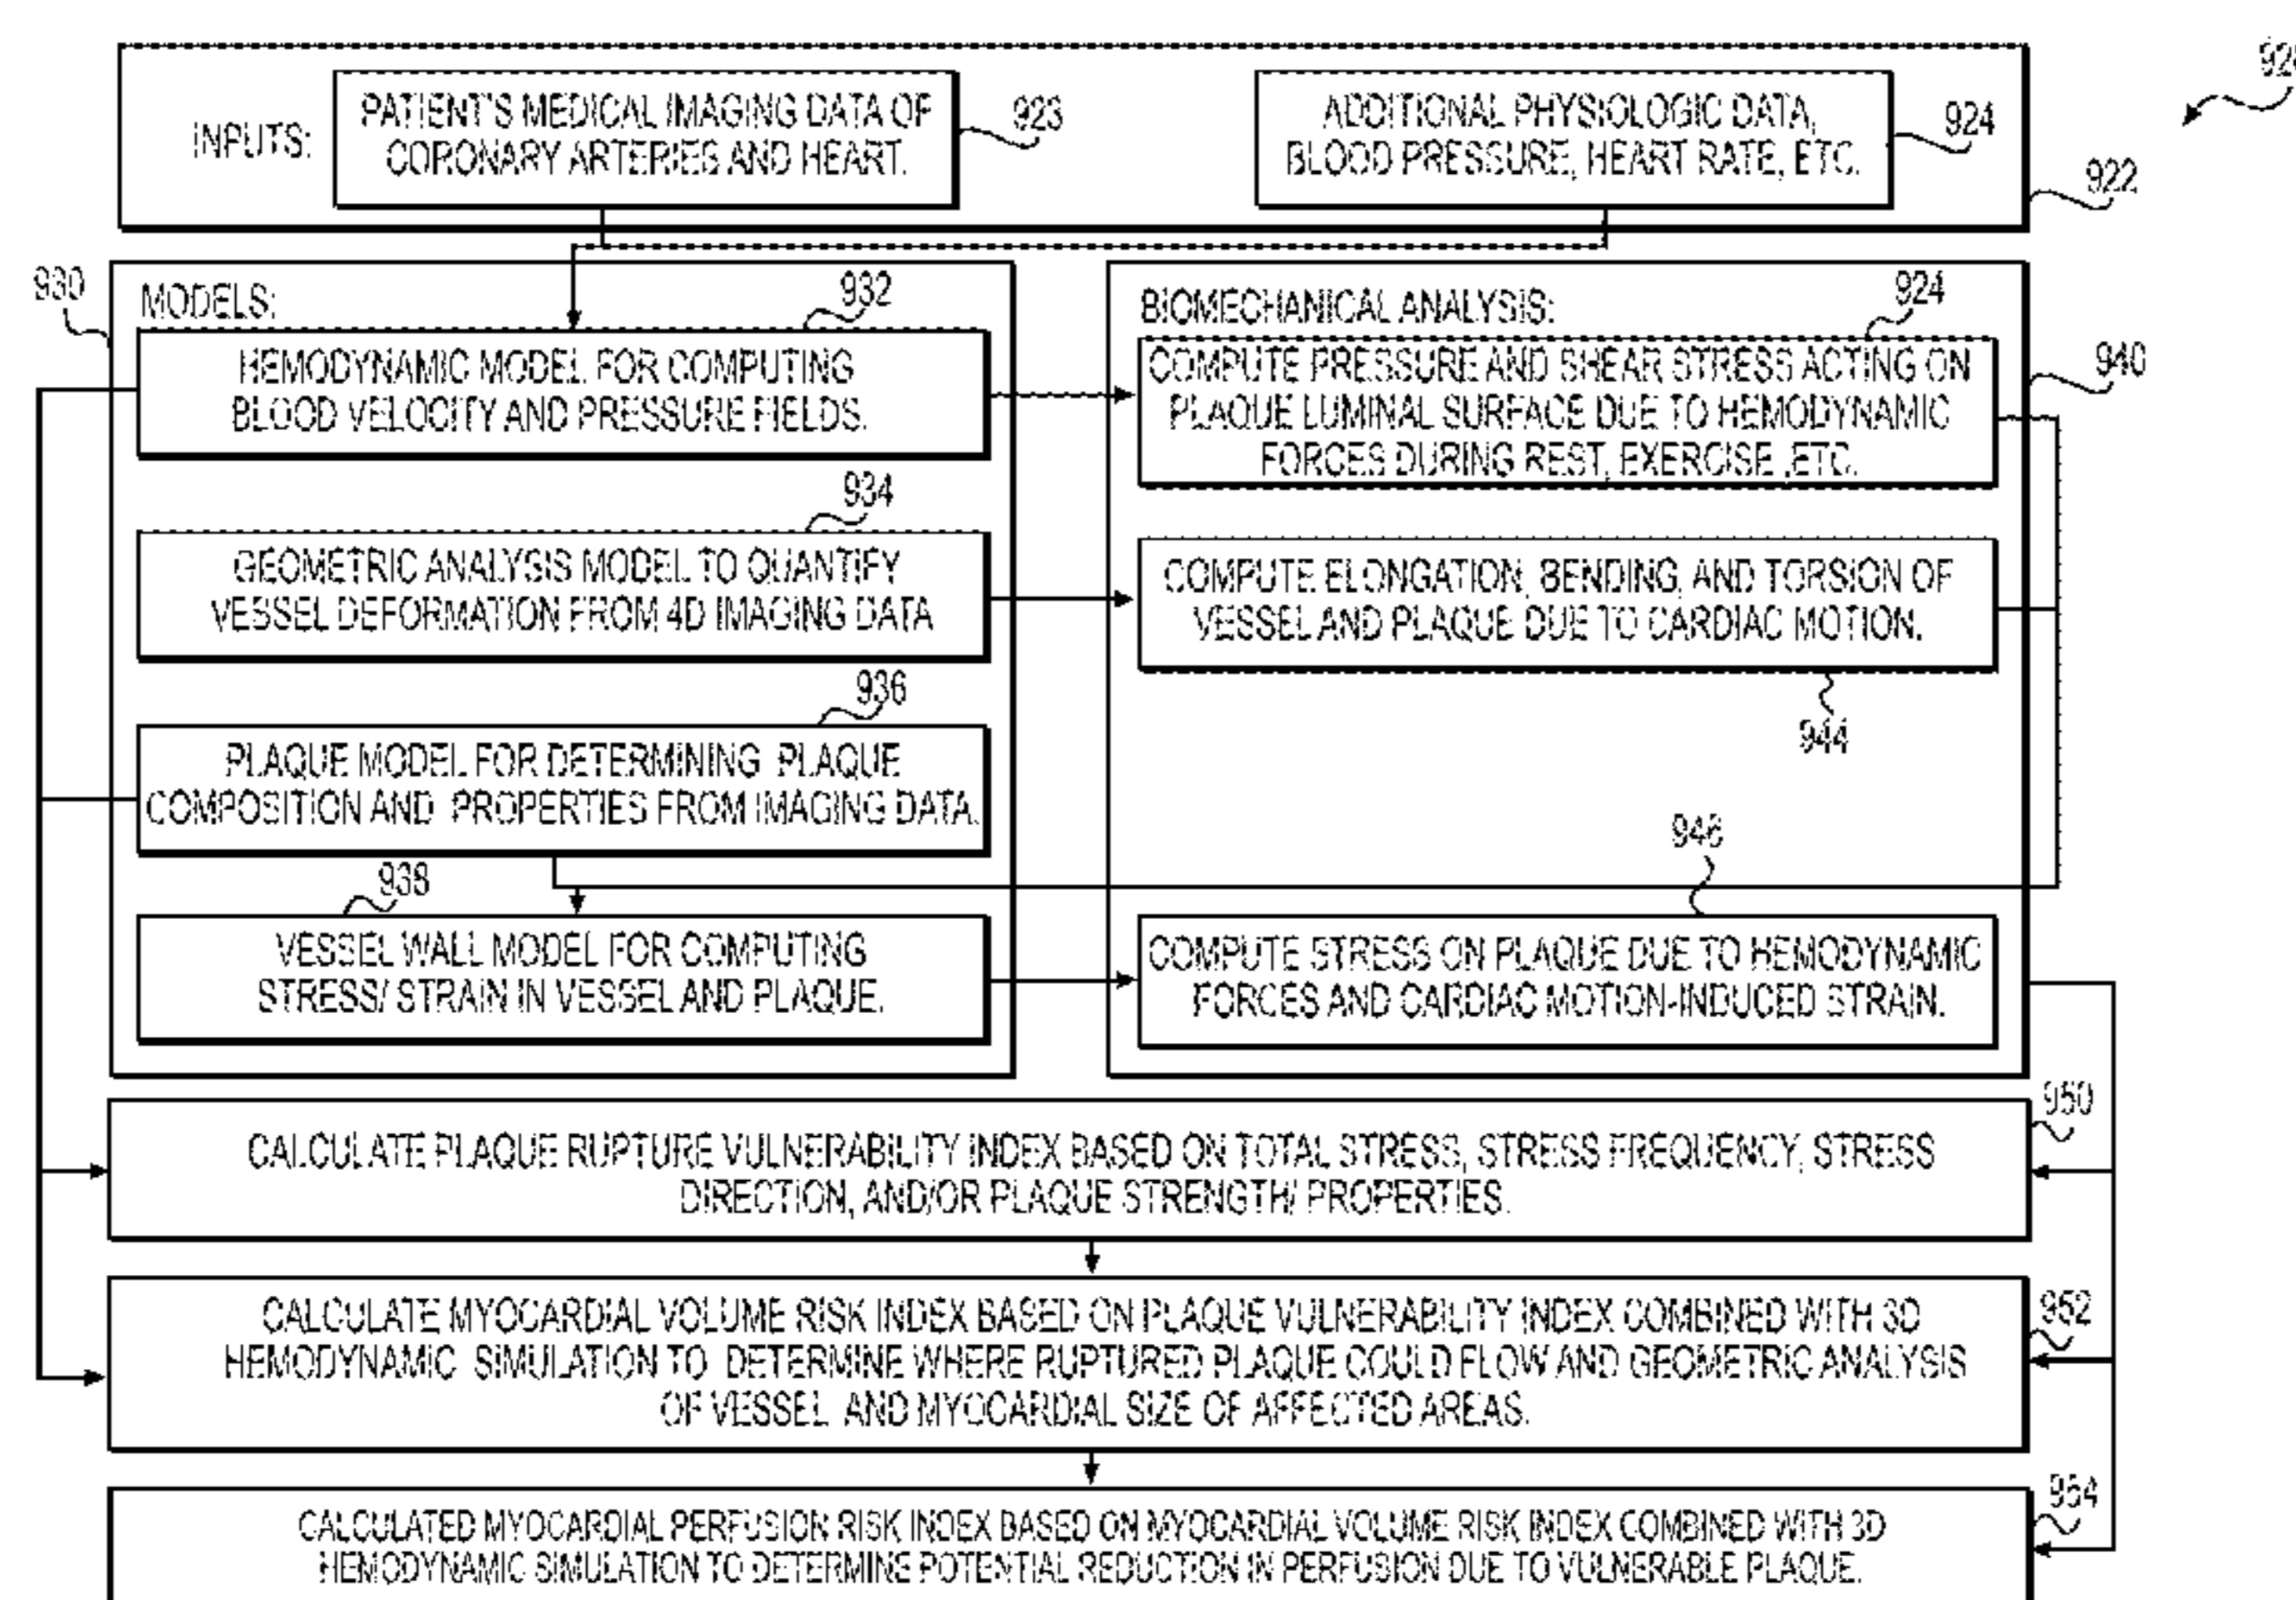 INPUTS:
PATIENT'S MEDICAL IMAGING DATA OF
CORONARY ARTERIES AND HEART.
923
ADDITIONAL PHYSIOLOGIC DATA,
BLOOD PRESSURE, HEART RATE, ETC.
924
922
930
MODELS:
932
HEMODYNAMIC MODEL FOR COMPUTING
BLOOD VELOCITY AND PRESSURE FIELDS.
934
GEOMETRIC ANALYSIS MODEL TO QUANTIFY
VESSEL DEFORMATION FROM 4D IMAGING DATA
936
PLAQUE MODEL FOR DETERMINING PLAQUE
COMPOSITION AND PROPERTIES FROM IMAGING DATA.
938
VESSEL WALL MODEL FOR COMPUTING
STRESS/ STRAIN IN VESSEL AND PLAQUE.
BIOMECHANICAL ANALYSIS:
924
940
COMPUTE PRESSURE AND SHEAR STRESS ACTING ON
PLAQUE LUMINAL SURFACE DUE TO HEMODYNAMIC
FORCES DURING REST, EXERCISE ,ETC.
COMPUTE ELONGATION, BENDING, AND TORSION OF
VESSEL AND PLAQUE DUE TO CARDIAC MOTION.
944
946
COMPUTE STRESS ON PLAQUE DUE TO HEMODYNAMIC
FORCES AND CARDIAC MOTION-INDUCED STRAIN.
950
CALCULATE PLAQUE RUPTURE VULNERABILITY INDEX BASED ON TOTAL STRESS, STRESS FREQUENCY, STRESS
DIRECTION, AND/OR PLAQUE STRENGTH/ PROPERTIES.
952
CALCULATE MYOCARDIAL VOLUME RISK INDEX BASED ON PLAQUE VULNERABILITY INDEX COMBINED WITH 3D
HEMODYNAMIC SIMULATION TO DETERMINE WHERE RUPTURED PLAQUE COULD FLOW AND GEOMETRIC ANALYSIS
OF VESSEL AND MYOCARDIAL SIZE OF AFFECTED AREAS.
954
CALCULATED MYOCARDIAL PERFUSION RISK INDEX BASED ON MYOCARDIAL VOLUME RISK INDEX COMBINED WITH 3D
HEMODYNAMIC SIMULATION TO DETERMINE POTENTIAL REDUCTION IN PERFUSION DUE TO VULNERABLE PLAQUE.